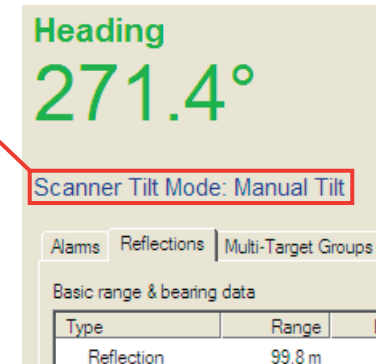 Heading
271.4°
Scanner Tilt Mode: Manual Tilt
Alarms Reflections Multi-Target Groups
Basic range & bearing data
Type Range
Reflection 99.8 m